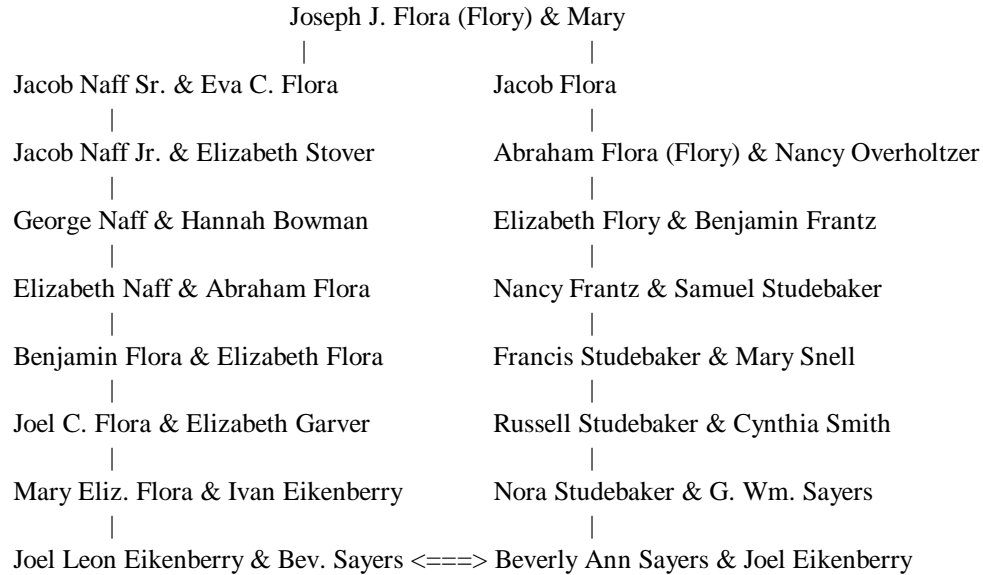 Joseph J. Flora (Flory) & Mary
Jacob Naff Sr. & Eva C. Flora Jacob Flora
Jacob Naff Jr. & Elizabeth Stover Abraham Flora (Flory) & Nancy Overholtzer
George Naff & Hannah Bowman Elizabeth Flory & Benjamin Frantz
Elizabeth Naff & Abraham Flora Nancy Frantz & Samuel Studebaker
Benjamin Flora & Elizabeth Flora Francis Studebaker & Mary Snell
Joel C. Flora & Elizabeth Garver Russell Studebaker & Cynthia Smith
Mary Eliz. Flora & Ivan Eikenberry Nora Studebaker & G. Wm. Sayers
Joel Leon Eikenberry & Bev. Sayers <===> Beverly Ann Sayers & Joel Eikenberry